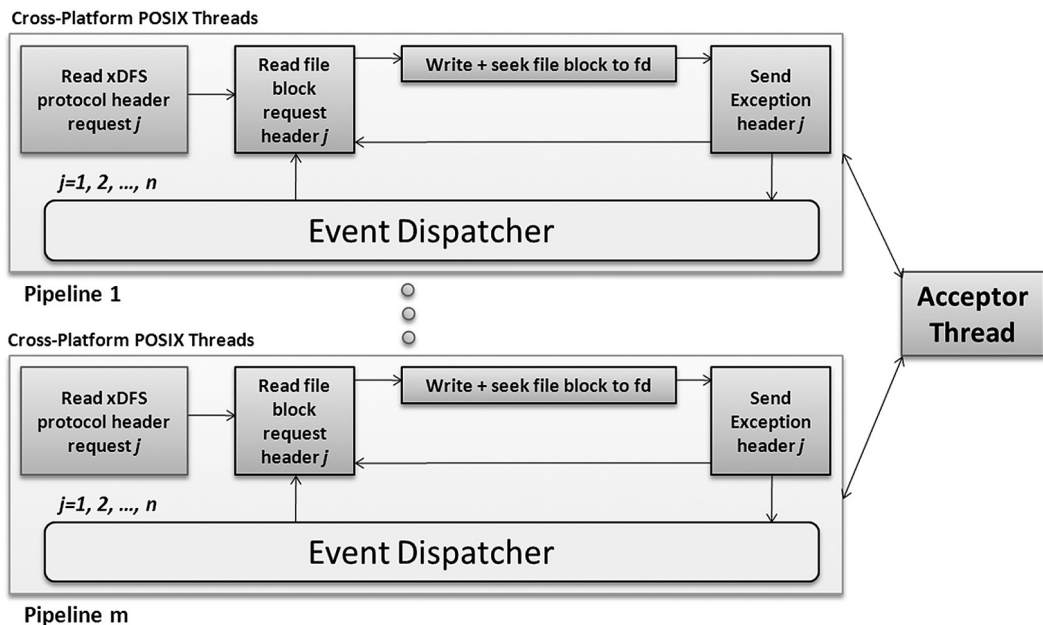 Cross-Platform POSIX Threads
Read xDFS
protocol header
request j
Read file
block
request
header j
Write + seek file block to fd
Send
Exception
header j
j=1, 2, ..., n
Event Dispatcher
Pipeline 1
Acceptor
Thread
Cross-Platform POSIX Threads
Read xDFS
protocol header
request j
Read file
block
request
header j
Write + seek file block to fd
Send
Exception
header j
j=1, 2, ..., n
Event Dispatcher
Pipeline m